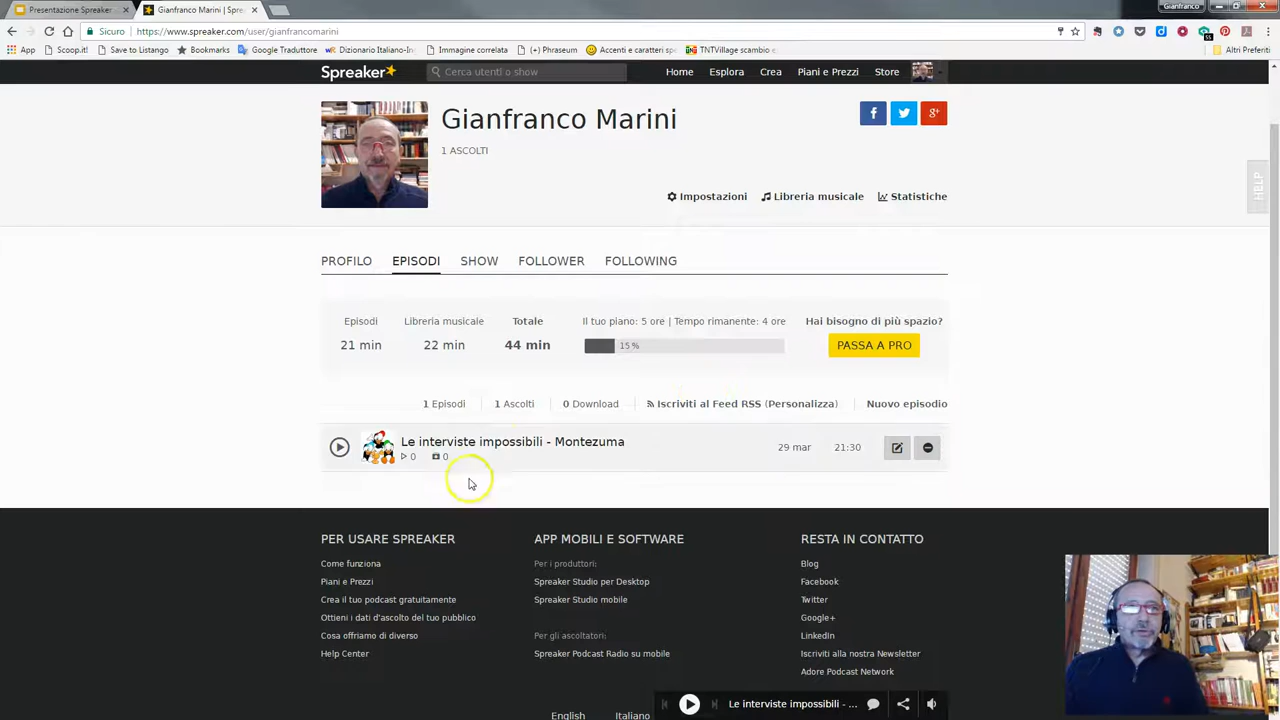 Presentazione Spreaker
Gianfranco Marini | Spre
Gianfranco
Sicuro | https://www.spreaker.com/user/gianfrancomarini
App Scoop.it! Save to Listango Bookmarks Google Traduttore Dizionario Italiano-In Immagine correlata (+) Phraseum Accenti e caratteri spe TNTVillage scambio e Altri Preferiti
Spreaker Cerca utenti o show Home Esplora Crea Piani e Prezzi Store
Gianfranco Marini
1 ASCOLTI
Impostazioni Libreria musicale Statistiche
HELP
PROFILO EPISODI SHOW FOLLOWER FOLLOWING
Episodi Libreria musicale Totale Il tuo piano: 5 ore | Tempo rimanente: 4 ore Hai bisogno di più spazio?
21 min 22 min 44 min 15 % PASSA A PRO
1 Episodi 1 Ascolti 0 Download Iscriviti al Feed RSS (Personalizza) Nuovo episodio
Le interviste impossibili - Montezuma 29 mar 21:30
0 0
PER USARE SPREAKER APP MOBILI E SOFTWARE RESTA IN CONTATTO
Come funziona Per i produttori: Blog
Piani e Prezzi Spreaker Studio per Desktop Facebook
Crea il tuo podcast gratuitamente Spreaker Studio mobile Twitter
Ottieni i dati d'ascolto del tuo pubblico Google+
Cosa offriamo di diverso Per gli ascoltatori: LinkedIn
Help Center Spreaker Podcast Radio su mobile Iscriviti alla nostra Newsletter
Adore Podcast Network
Le interviste impossibili - ...
English Italiano